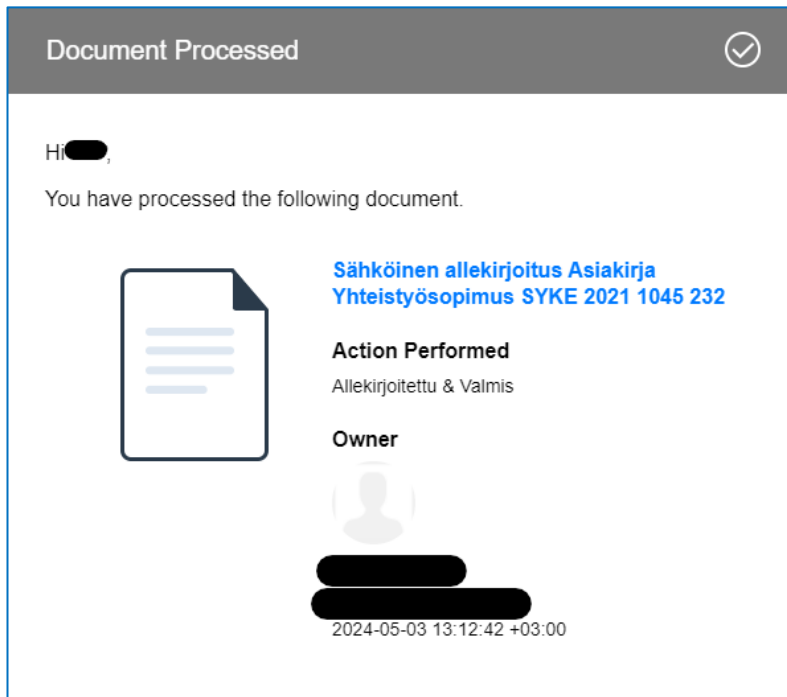 Document Processed
Hi ,
You have processed the following document.
Sähköinen allekirjoitus Asiakirja
Yhteistyösopimus SYKE 2021 1045 232
Action Performed
Allekirjoitettu & Valmis
Owner
2024-05-03 13:12:42 +03:00